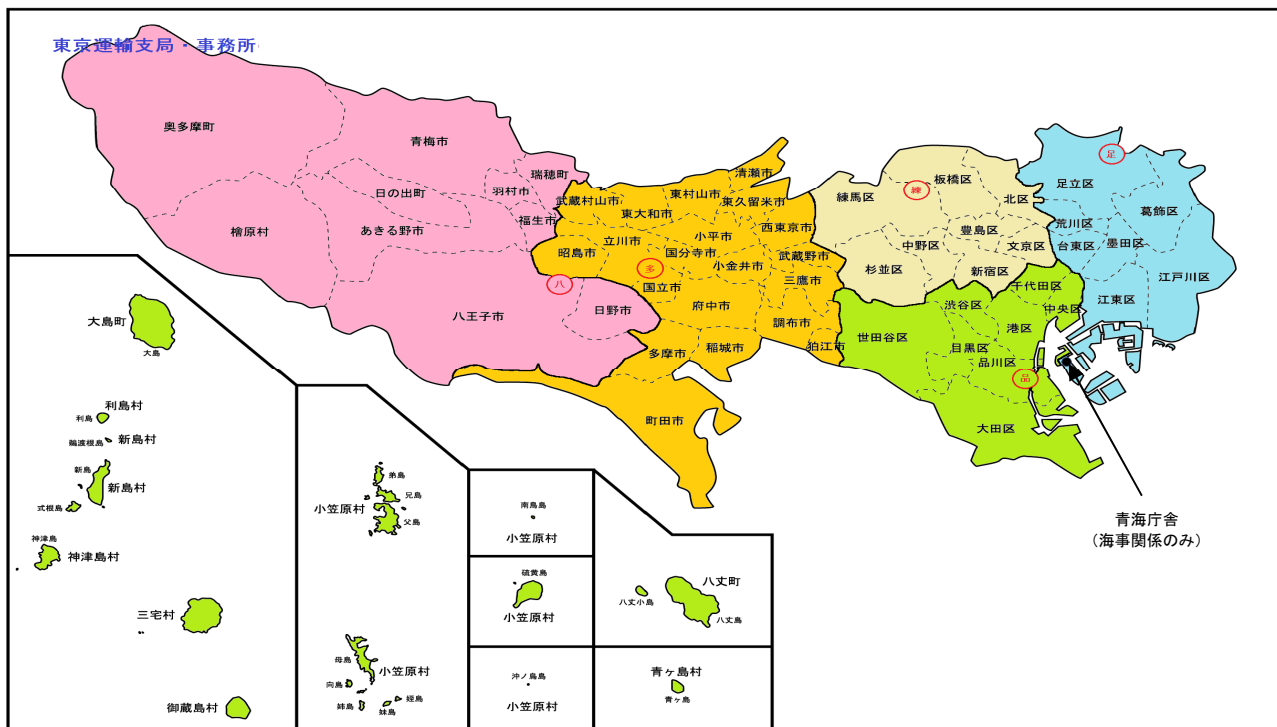 東京運輸支局・事務所
奥多摩町
青梅市
瑞穂町
日の出町
羽村市
福生市
檜原村
あきる野市
八王子市
八
日野市
武蔵村山市
東大和市
東村山市
清瀬市
東久留米市
西東京市
立川市
小平市
昭島市
国分寺市
小金井市
武蔵野市
多
国立市
三鷹市
府中市
調布市
狛江市
多摩市
稲城市
町田市
練馬区
練
板橋区
北区
豊島区
中野区
文京区
杉並区
新宿区
足
足立区
葛飾区
荒川区
台東区
墨田区
江戸川区
江東区
千代田区
渋谷区
中央区
港区
世田谷区
目黒区
品川区
品
大田区
青海庁舎
(海事関係のみ)
大島町
大島
利島村
利島
鵜渡根島
新島村
新島
新島村
式根島
神津島
神津島村
三宅村
御蔵島村
弟島
兄島
小笠原村
父島
母島
小笠原村
向島
姉島
妹島
姪島
南鳥島
小笠原村
硫黄島
小笠原村
沖ノ鳥島
小笠原村
八丈町
八丈小島
八丈島
青ヶ島村
青ヶ島